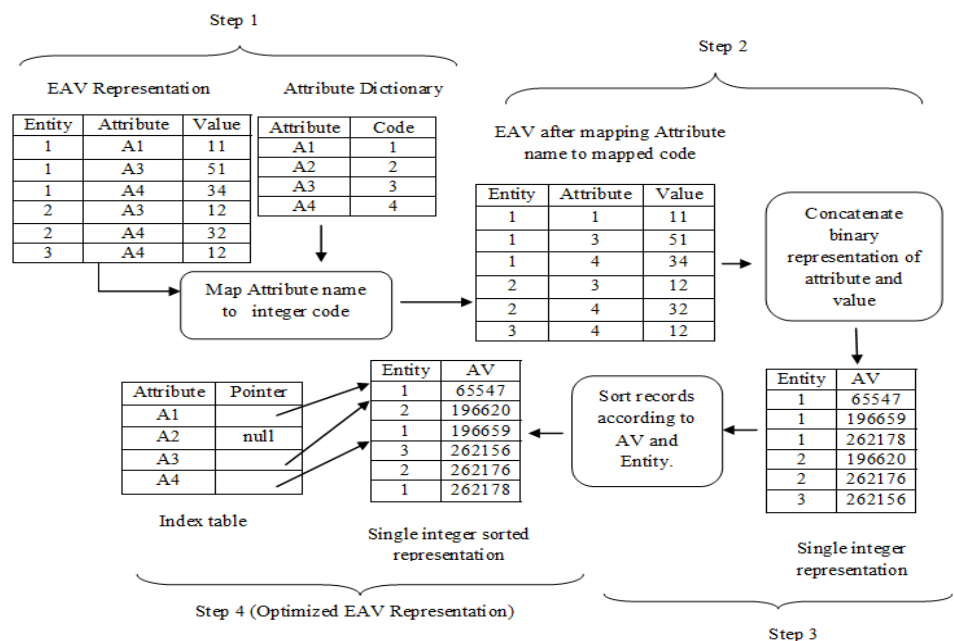 Step 1
EAV Representation
Attribute Dictionary
Entity Attribute Value
1 A1 11
1 A3 51
1 A4 34
2 A3 12
2 A4 32
3 A4 12
Attribute Code
A1 1
A2 2
A3 3
A4 4
Map Attribute name
to integer code
Step 2
EAV after mapping Attribute
name to mapped code
Entity Attribute Value
1 1 11
1 3 51
1 4 34
2 3 12
2 4 32
3 4 12
Concatenate
binary
representation of
attribute and
value
Entity AV
1 65547
1 196659
1 262178
2 196620
2 262176
3 262156
Single integer
representation
Step 3
Sort records
according to
AV and
Entity.
Entity AV
1 65547
2 196620
1 196659
3 262156
2 262176
1 262178
Single integer sorted
representation
Attribute Pointer
A1
A2 null
A3
A4
Index table
Step 4 (Optimized EAV Representation)